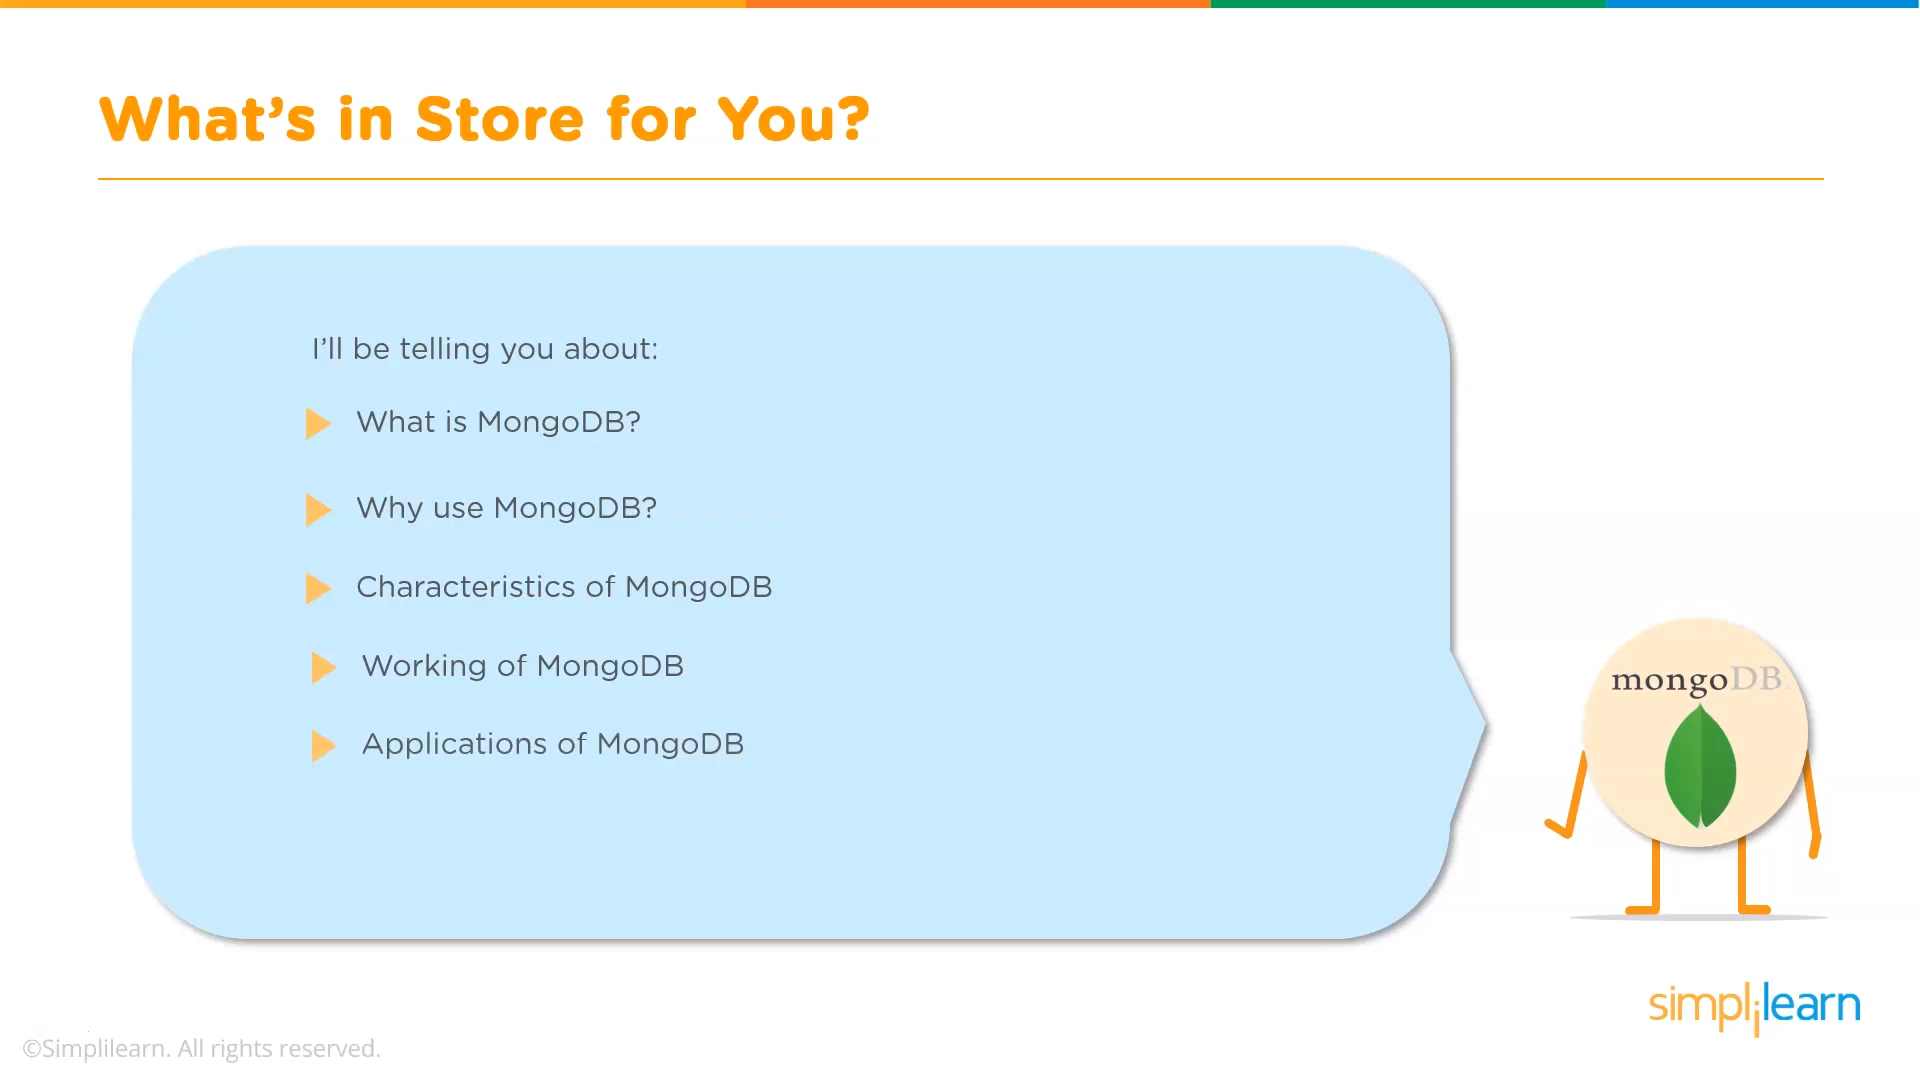 What’s in Store for You?
I’ll be telling you about:
What is MongoDB?
Why use MongoDB?
Characteristics of MongoDB
Working of MongoDB
Applications of MongoDB
mongoDB.
simplilearn
©Simplilearn. All rights reserved.